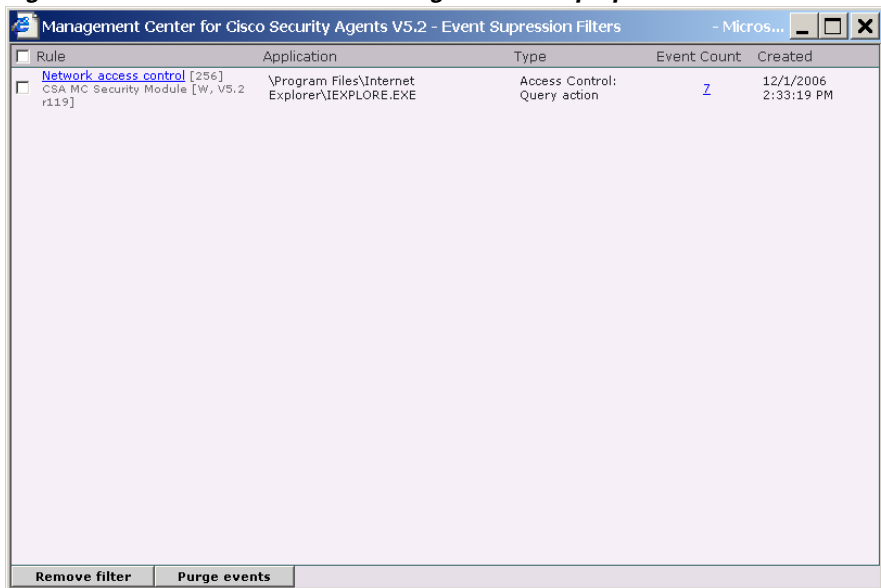 Management Center for Cisco Security Agents V5.2 - Event Supression Filters - Micros...
Rule Application Type Event Count Created
Network access control [256]
CSA MC Security Module [W, V5.2
r119]
\Program Files\Internet
Explorer\IEXPLORE.EXE
Access Control:
Query action
7
12/1/2006
2:33:19 PM
Remove filter Purge events